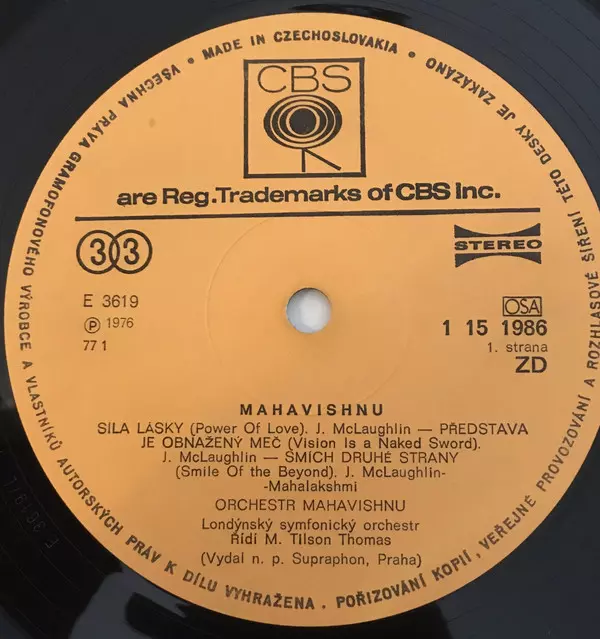 VŠECHNA PRÁVA GRAMOFONOVÉHO VÝROBCE A VLASTNÍKŮ AUTORSKÝCH PRÁV K DÍLU VYHRAŽENA. POŘIZOVÁNÍ KOPIÍ, VEŘEJNÉ PROVOZOVÁNÍ A ROZHLASOVÉ ŠÍŘENÍ TÉTO DESKY JE ZAKÁZÁNO • MADE IN CZECHOSLOVAKIA •
CBS
are Reg.Trademarks of CBS Inc.
33
STEREO
E 3619
Ⓟ 1976
77 1
OSA
1 15 1986
1. strana
ZD
MAHAVISHNU
SÍLA LÁSKY (Power Of Love). J. McLaughlin — PŘEDSTAVA
JE OBNAŽENÝ MEČ (Vision Is a Naked Sword).
J. McLaughlin — SMÍCH DRUHÉ STRANY
(Smile Of the Beyond). J. McLaughlin-
-Mahalakshmi
ORCHESTR MAHAVISHNU
Londýnský symfonický orchestr
Řídí M. Tilson Thomas
(Vydal n. p. Supraphon, Praha)